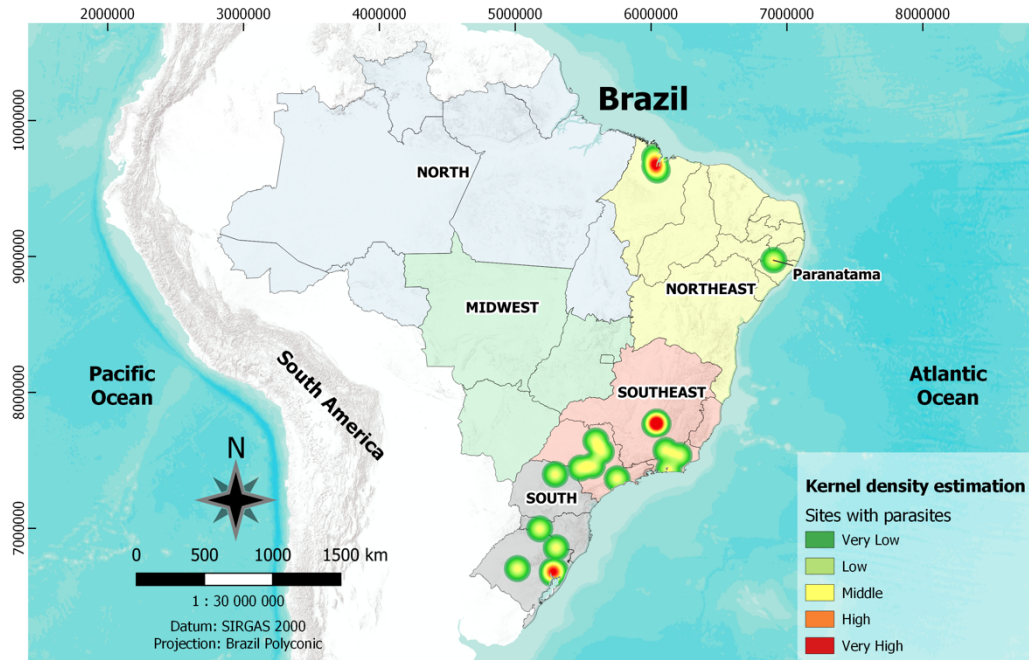 2000000 3000000 4000000 5000000 6000000 7000000 8000000
10000000
9000000
8000000
7000000
Brazil
NORTH
Paranatama
NORTHEAST
MIDWEST
South America
Pacific
Ocean
SOUTHEAST
Atlantic
Ocean
N
SOUTH
0 500 1000 1500 km
1 : 30 000 000
Datum: SIRGAS 2000
Projection: Brazil Polyconic
Kernel density estimation
Sites with parasites
Very Low
Low
Middle
High
Very High